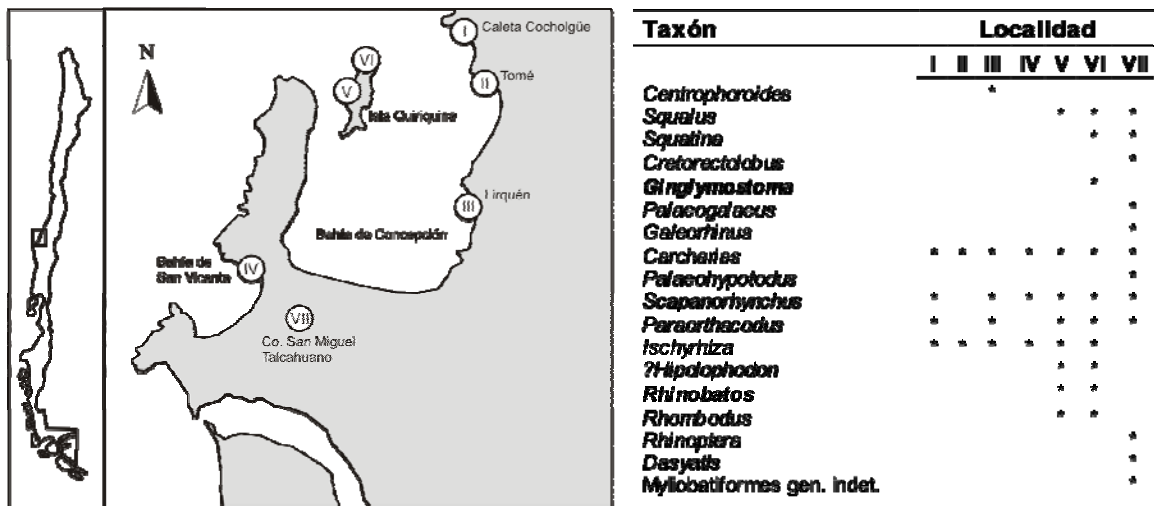 N
I Caleta Cocholgüe
VI
V
II Tomé
Isla Quiriquina
Lirquén
III
Bahía de Concepción
Bahía de
San Vicente
IV
VII
Co. San Miguel
Talcahuano
Taxón Localidad
I II III IV V VI VII
Centrophoroides *
Squalus * * *
Squatina * *
Cretorectolobus *
Ginglymostoma *
Palaeogaleus *
Galeorhinus *
Carcharias * * * * * * *
Palaeohypotodus *
Scapanorhynchus * * * * * *
Paraorthacodus * * * * *
Ischyrhiza * * * * * *
?Hipolophodon * *
Rhinobatos * *
Rhombodus * *
Rhinoptera *
Dasyatis *
Myliobatiformes gen. indet. *